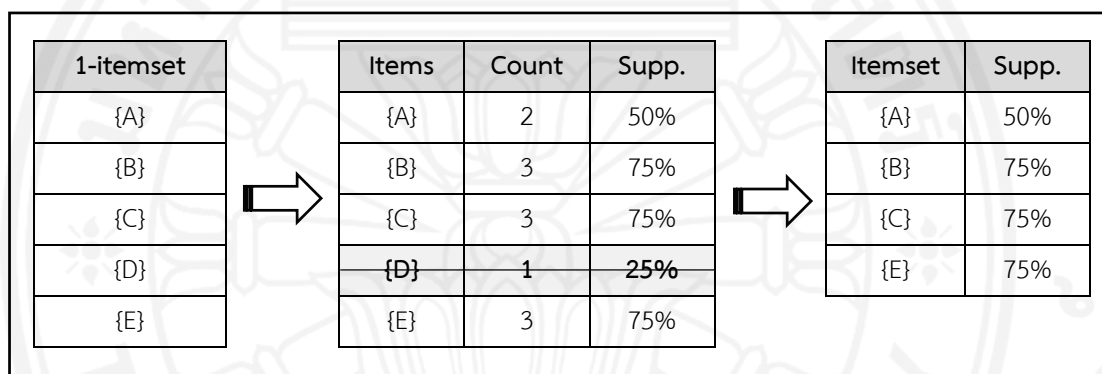 1-itemset
{A}
{B}
{C}
{D}
{E}
Items Count Supp.
{A} 2 50%
{B} 3 75%
{C} 3 75%
{D} 1 25%
{E} 3 75%
Itemset Supp.
{A} 50%
{B} 75%
{C} 75%
{E} 75%